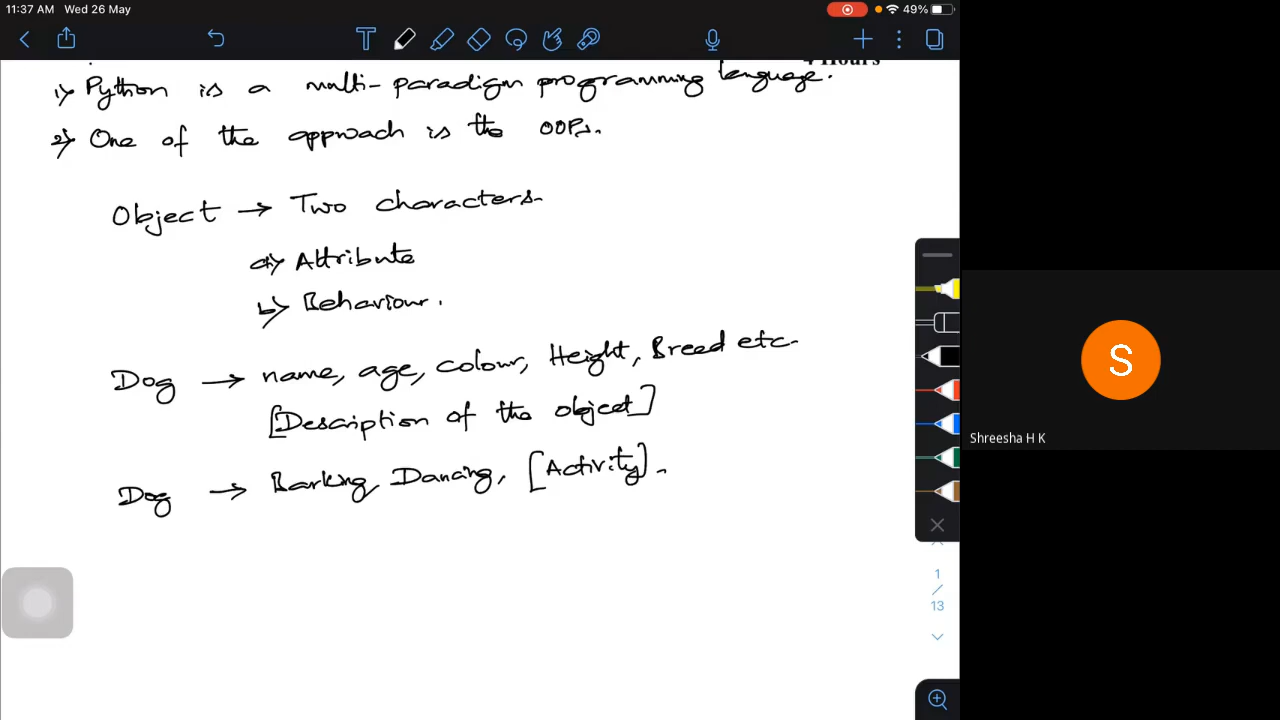 11:37 AM Wed 26 May
49%
4 Hours
1) Python is a multi-paradigm programming language.
2) One of the approach is the OOPs.
Object → Two characters.
a) Attribute
b) Behaviour.
Dog → name, age, colour, Height, Breed etc.
[Description of the object]
Dog → Barking, Dancing, [Activity].
1
/
13
S
Shreesha H K